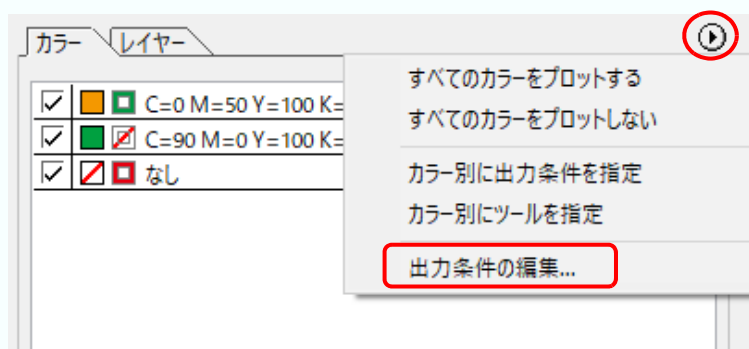 カラー レイヤー
C=0 M=50 Y=100 K=
C=90 M=0 Y=100 K=
なし
すべてのカラーをプロットする
すべてのカラーをプロットしない
カラー別に出力条件を指定
カラー別にツールを指定
出力条件の編集...